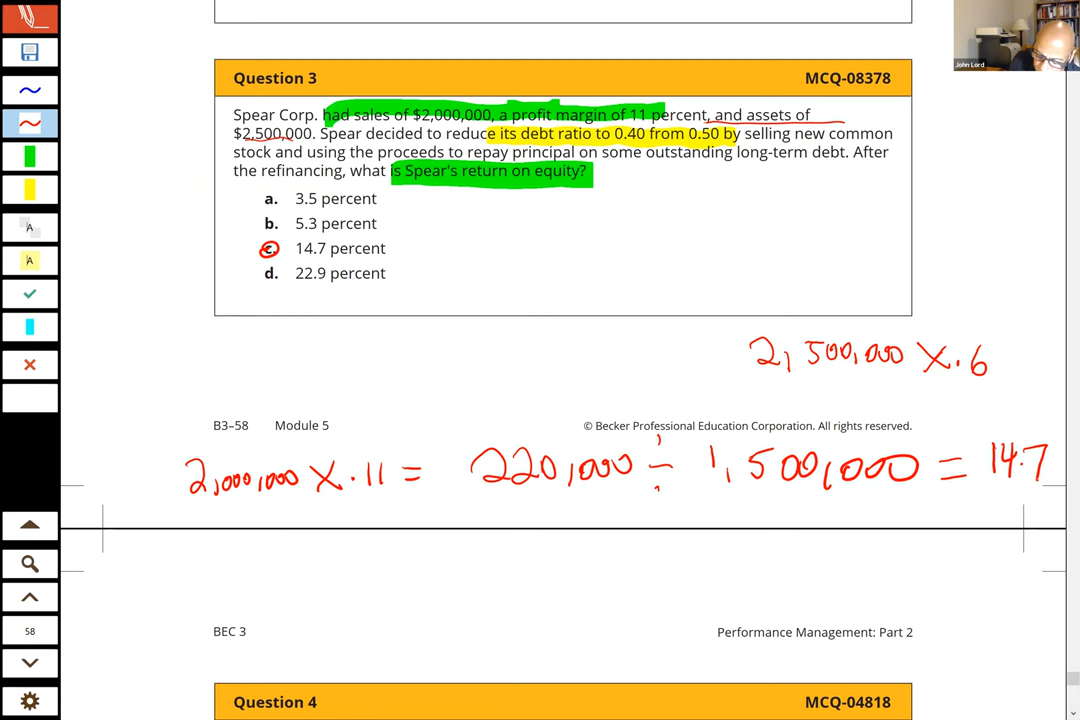 John Lord
Question 3 MCQ-08378
Spear Corp. had sales of $2,000,000, a profit margin of 11 percent, and assets of
$2,500,000. Spear decided to reduce its debt ratio to 0.40 from 0.50 by selling new common
stock and using the proceeds to repay principal on some outstanding long-term debt. After
the refinancing, what is Spear's return on equity?
a. 3.5 percent
b. 5.3 percent
c. 14.7 percent
d. 22.9 percent
2,500,000 X .6
B3–58 Module 5 © Becker Professional Education Corporation. All rights reserved.
2,000,000 X .11 = 220,000 ÷ 1,500,000 = 14.7
58
BEC 3 Performance Management: Part 2
Question 4 MCQ-04818
A
A